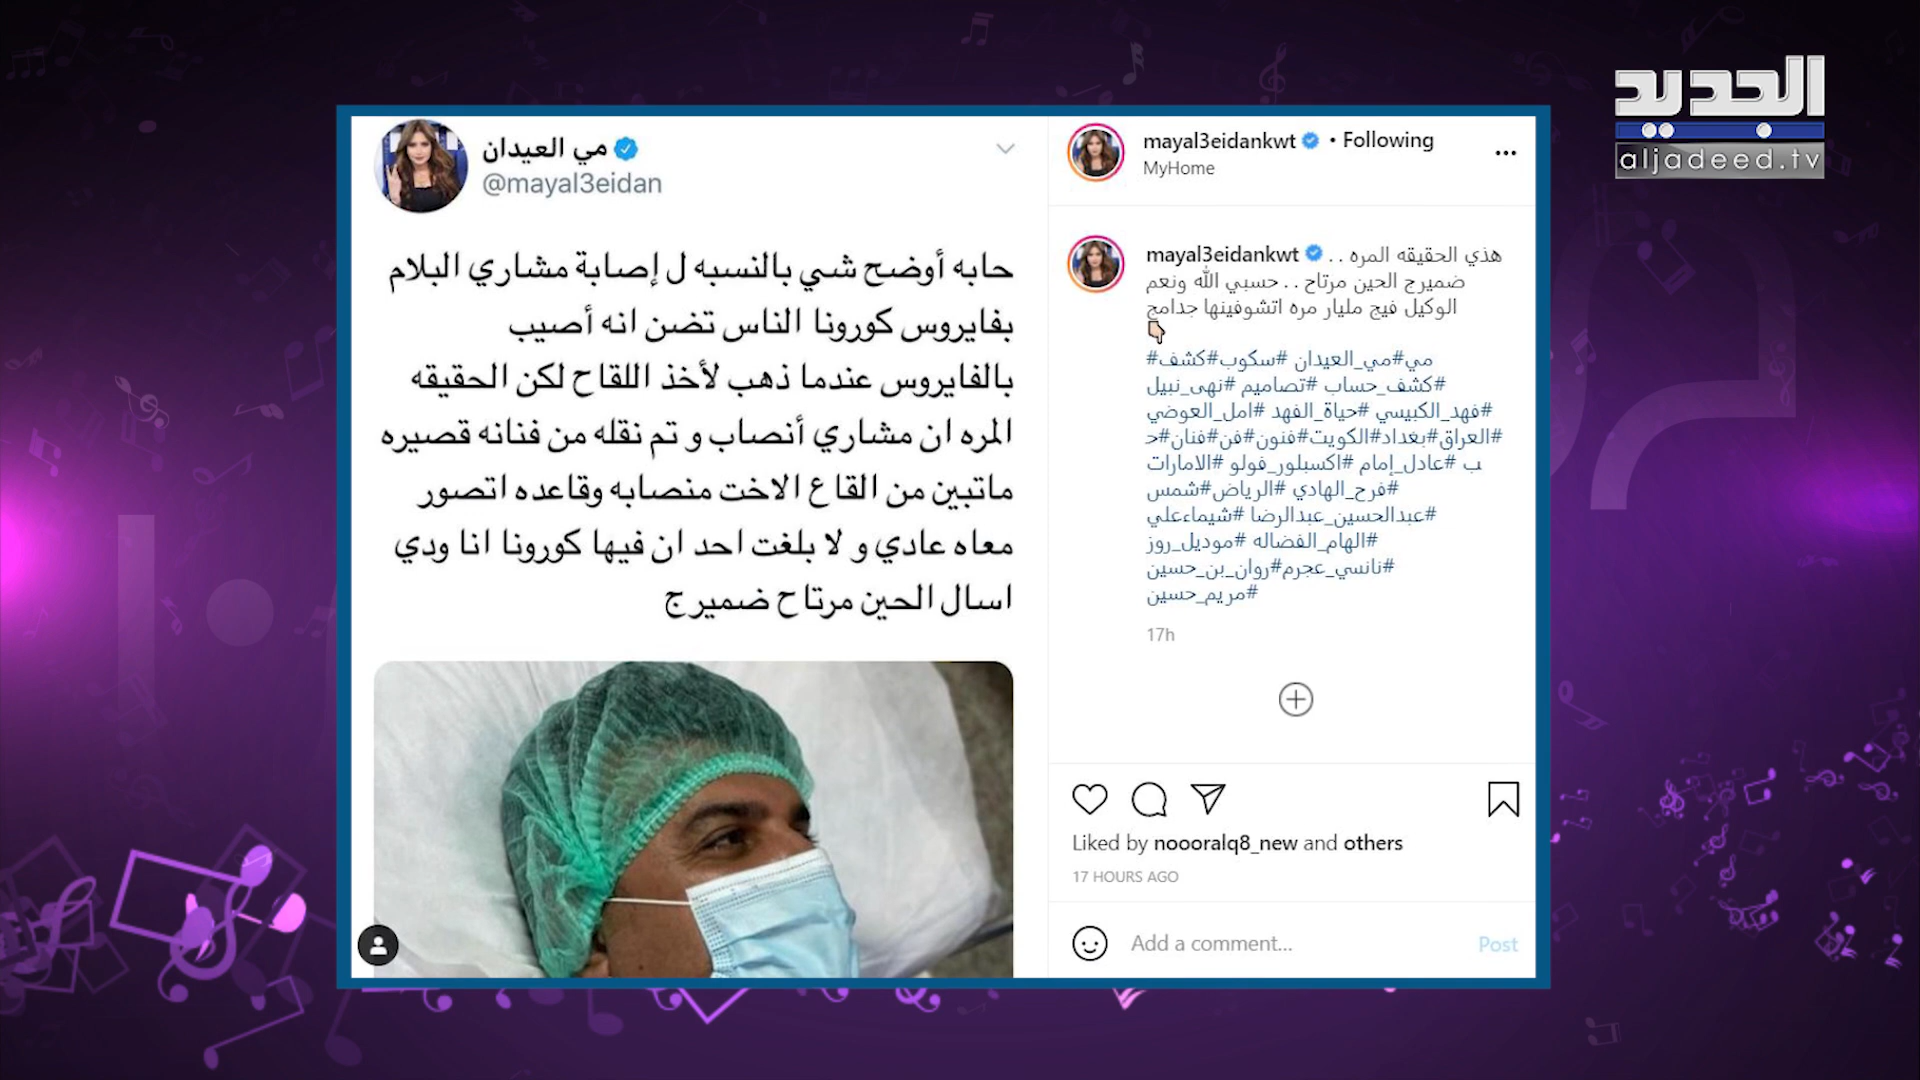 الجديد
aljadeed.tv
مي العيدان
@mayal3eidan
حابه أوضح شي بالنسبه ل إصابة مشاري البلام
بفايروس كورونا الناس تضن انه أصيب
بالفايروس عندما ذهب لأخذ اللقاح لكن الحقيقه
المره ان مشاري أنصاب و تم نقله من فنانه قصيره
ماتبين من القاع الاخت منصابه وقاعده اتصور
معاه عادي و لا بلغت احد ان فيها كورونا انا ودي
اسال الحين مرتاح ضميرج
mayal3eidankwt • Following
MyHome
mayal3eidankwt هذي الحقيقه المره . .
ضميرج الحين مرتاح . . حسبي الله ونعم
الوكيل فيج مليار مره اتشوفينها جدامج
👇🏻
#مي#مي_العيدان #سكوب#كشف
#كشف_حساب #تصاميم #نهى_نبيل
#فهد_الكبيسي #حياة_الفهد #امل_العوضي
#العراق#بغداد#الكويت#فنون#فن#فنان#ح
ب #عادل_إمام #اكسبلور_فولو #الامارات
#فرح_الهادي #الرياض#شمس
#عبدالحسين_عبدالرضا #شيماءعلي
#الهام_الفضاله #موديل_روز
#نانسي_عجرم#روان_بن_حسين
#مريم_حسين
17h
Liked by noooralq8_new and others
17 HOURS AGO
Add a comment...
Post